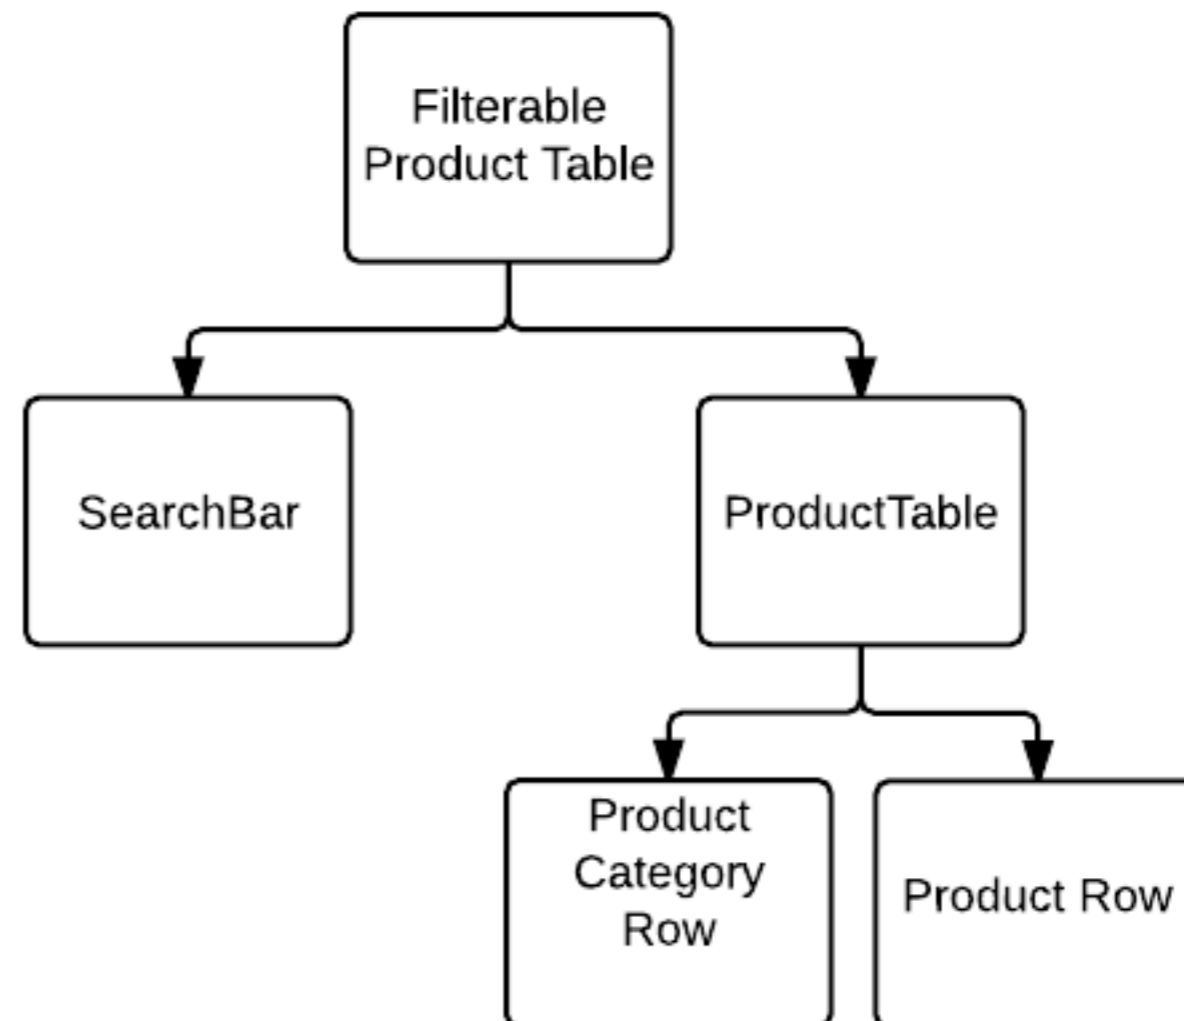 Filterable
Product Table
SearchBar
ProductTable
Product
Category
Row
Product Row